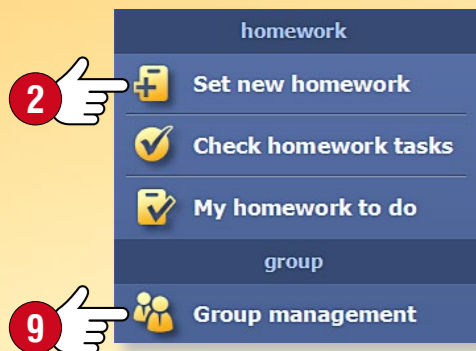 homework
2
Set new homework
Check homework tasks
My homework to do
group
9
Group management